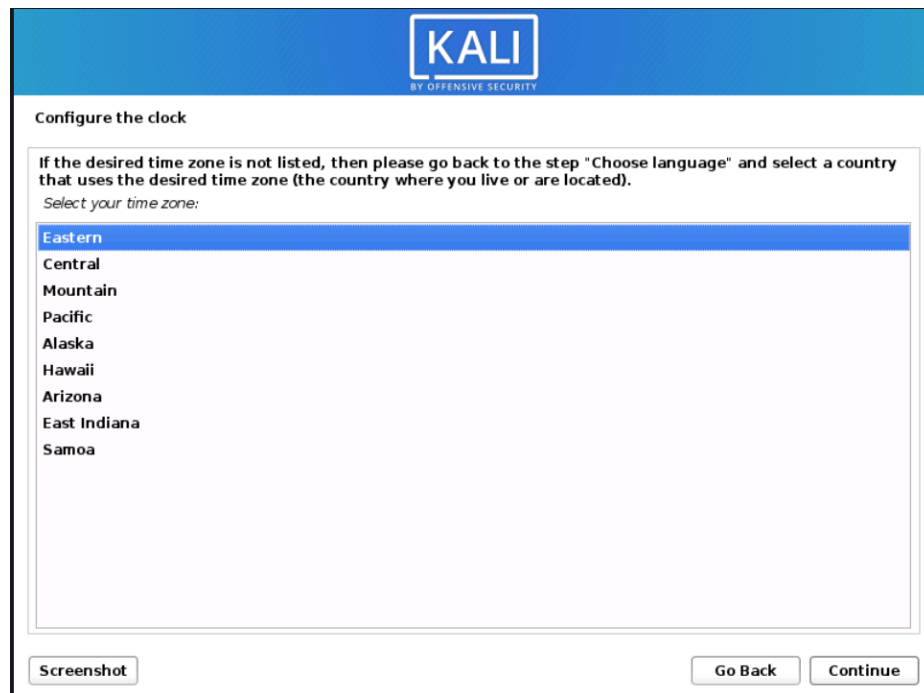 KALI
BY OFFENSIVE SECURITY
Configure the clock
If the desired time zone is not listed, then please go back to the step "Choose language" and select a country
that uses the desired time zone (the country where you live or are located).
Select your time zone:
Eastern
Central
Mountain
Pacific
Alaska
Hawaii
Arizona
East Indiana
Samoa
Screenshot
Go Back
Continue